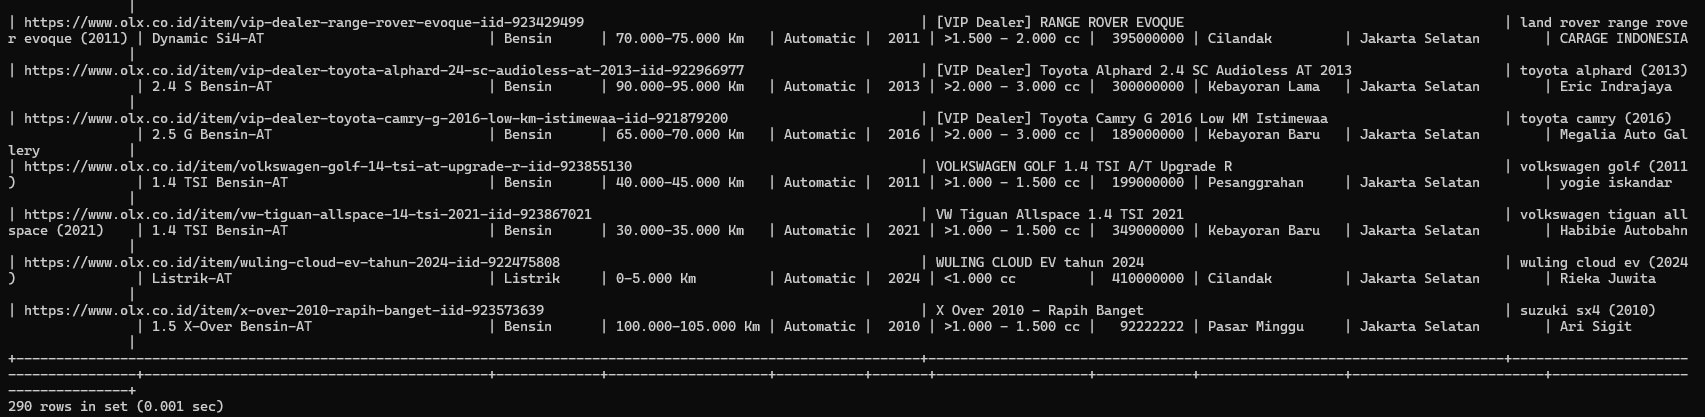 |
| https://www.olx.co.id/item/vip-dealer-range-rover-evoque-iid-923429499 | [VIP Dealer] RANGE ROVER EVOQUE | land rover range rove
r evoque (2011) | Dynamic Si4-AT | Bensin | 70.000-75.000 Km | Automatic | 2011 | >1.500 - 2.000 cc | 395000000 | Cilandak | Jakarta Selatan | CARAGE INDONESIA
|
| https://www.olx.co.id/item/vip-dealer-toyota-alphard-24-sc-audioless-at-2013-iid-922966977 | [VIP Dealer] Toyota Alphard 2.4 SC Audioless AT 2013 | toyota alphard (2013)
| 2.4 S Bensin-AT | Bensin | 90.000-95.000 Km | Automatic | 2013 | >2.000 - 3.000 cc | 300000000 | Kebayoran Lama | Jakarta Selatan | Eric Indrajaya
|
| https://www.olx.co.id/item/vip-dealer-toyota-camry-g-2016-low-km-istimewaa-iid-921879200 | [VIP Dealer] Toyota Camry G 2016 Low KM Istimewaa | toyota camry (2016)
| 2.5 G Bensin-AT | Bensin | 65.000-70.000 Km | Automatic | 2016 | >2.000 - 3.000 cc | 189000000 | Kebayoran Baru | Jakarta Selatan | Megalia Auto Gal
lery |
| https://www.olx.co.id/item/volkswagen-golf-14-tsi-at-upgrade-r-iid-923855130 | VOLKSWAGEN GOLF 1.4 TSI A/T Upgrade R | volkswagen golf (2011
) | 1.4 TSI Bensin-AT | Bensin | 40.000-45.000 Km | Automatic | 2011 | >1.000 - 1.500 cc | 199000000 | Pesanggrahan | Jakarta Selatan | yogie iskandar
|
| https://www.olx.co.id/item/vw-tiguan-allspace-14-tsi-2021-iid-923867021 | VW Tiguan Allspace 1.4 TSI 2021 | volkswagen tiguan all
space (2021) | 1.4 TSI Bensin-AT | Bensin | 30.000-35.000 Km | Automatic | 2021 | >1.000 - 1.500 cc | 349000000 | Kebayoran Baru | Jakarta Selatan | Habibie Autobahn
|
| https://www.olx.co.id/item/wuling-cloud-ev-tahun-2024-iid-922475808 | WULING CLOUD EV tahun 2024 | wuling cloud ev (2024
) | Listrik-AT | Listrik | 0-5.000 Km | Automatic | 2024 | <1.000 cc | 410000000 | Cilandak | Jakarta Selatan | Rieka Juwita
|
| https://www.olx.co.id/item/x-over-2010-rapih-banget-iid-923573639 | X Over 2010 - Rapih Banget | suzuki sx4 (2010)
| 1.5 X-Over Bensin-AT | Bensin | 100.000-105.000 Km | Automatic | 2010 | >1.000 - 1.500 cc | 92222222 | Pasar Minggu | Jakarta Selatan | Ari Sigit
|
290 rows in set (0.001 sec)